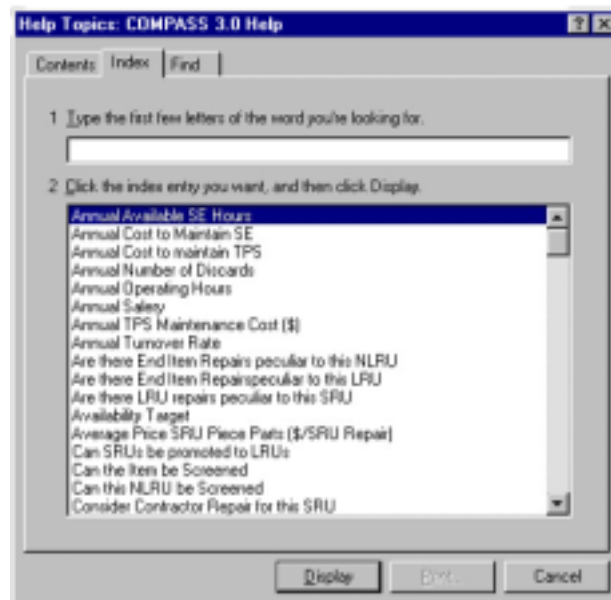 Help Topics: COMPASS 3.0 Help
Contents Index Find
1 Type the first few letters of the word you're looking for.
2 Click the index entry you want, and then click Display.
Annual Available SE Hours
Annual Cost to Maintain SE
Annual Cost to maintain TPS
Annual Number of Discards
Annual Operating Hours
Annual Salery
Annual TPS Maintenance Cost ($)
Annual Turnover Rate
Are there End Item Repairs peculiar to this NLRU
Are there End Item Repairspeculiar to this LRU
Are there LRU repairs peculiar to this SRU
Availability Target
Average Price SRU Piece Parts ($/SRU Repair)
Can SRUs be promoted to LRUs
Can the Item be Screened
Can this NLRU be Screened
Consider Contractor Repair for this SRU
Display Print... Cancel